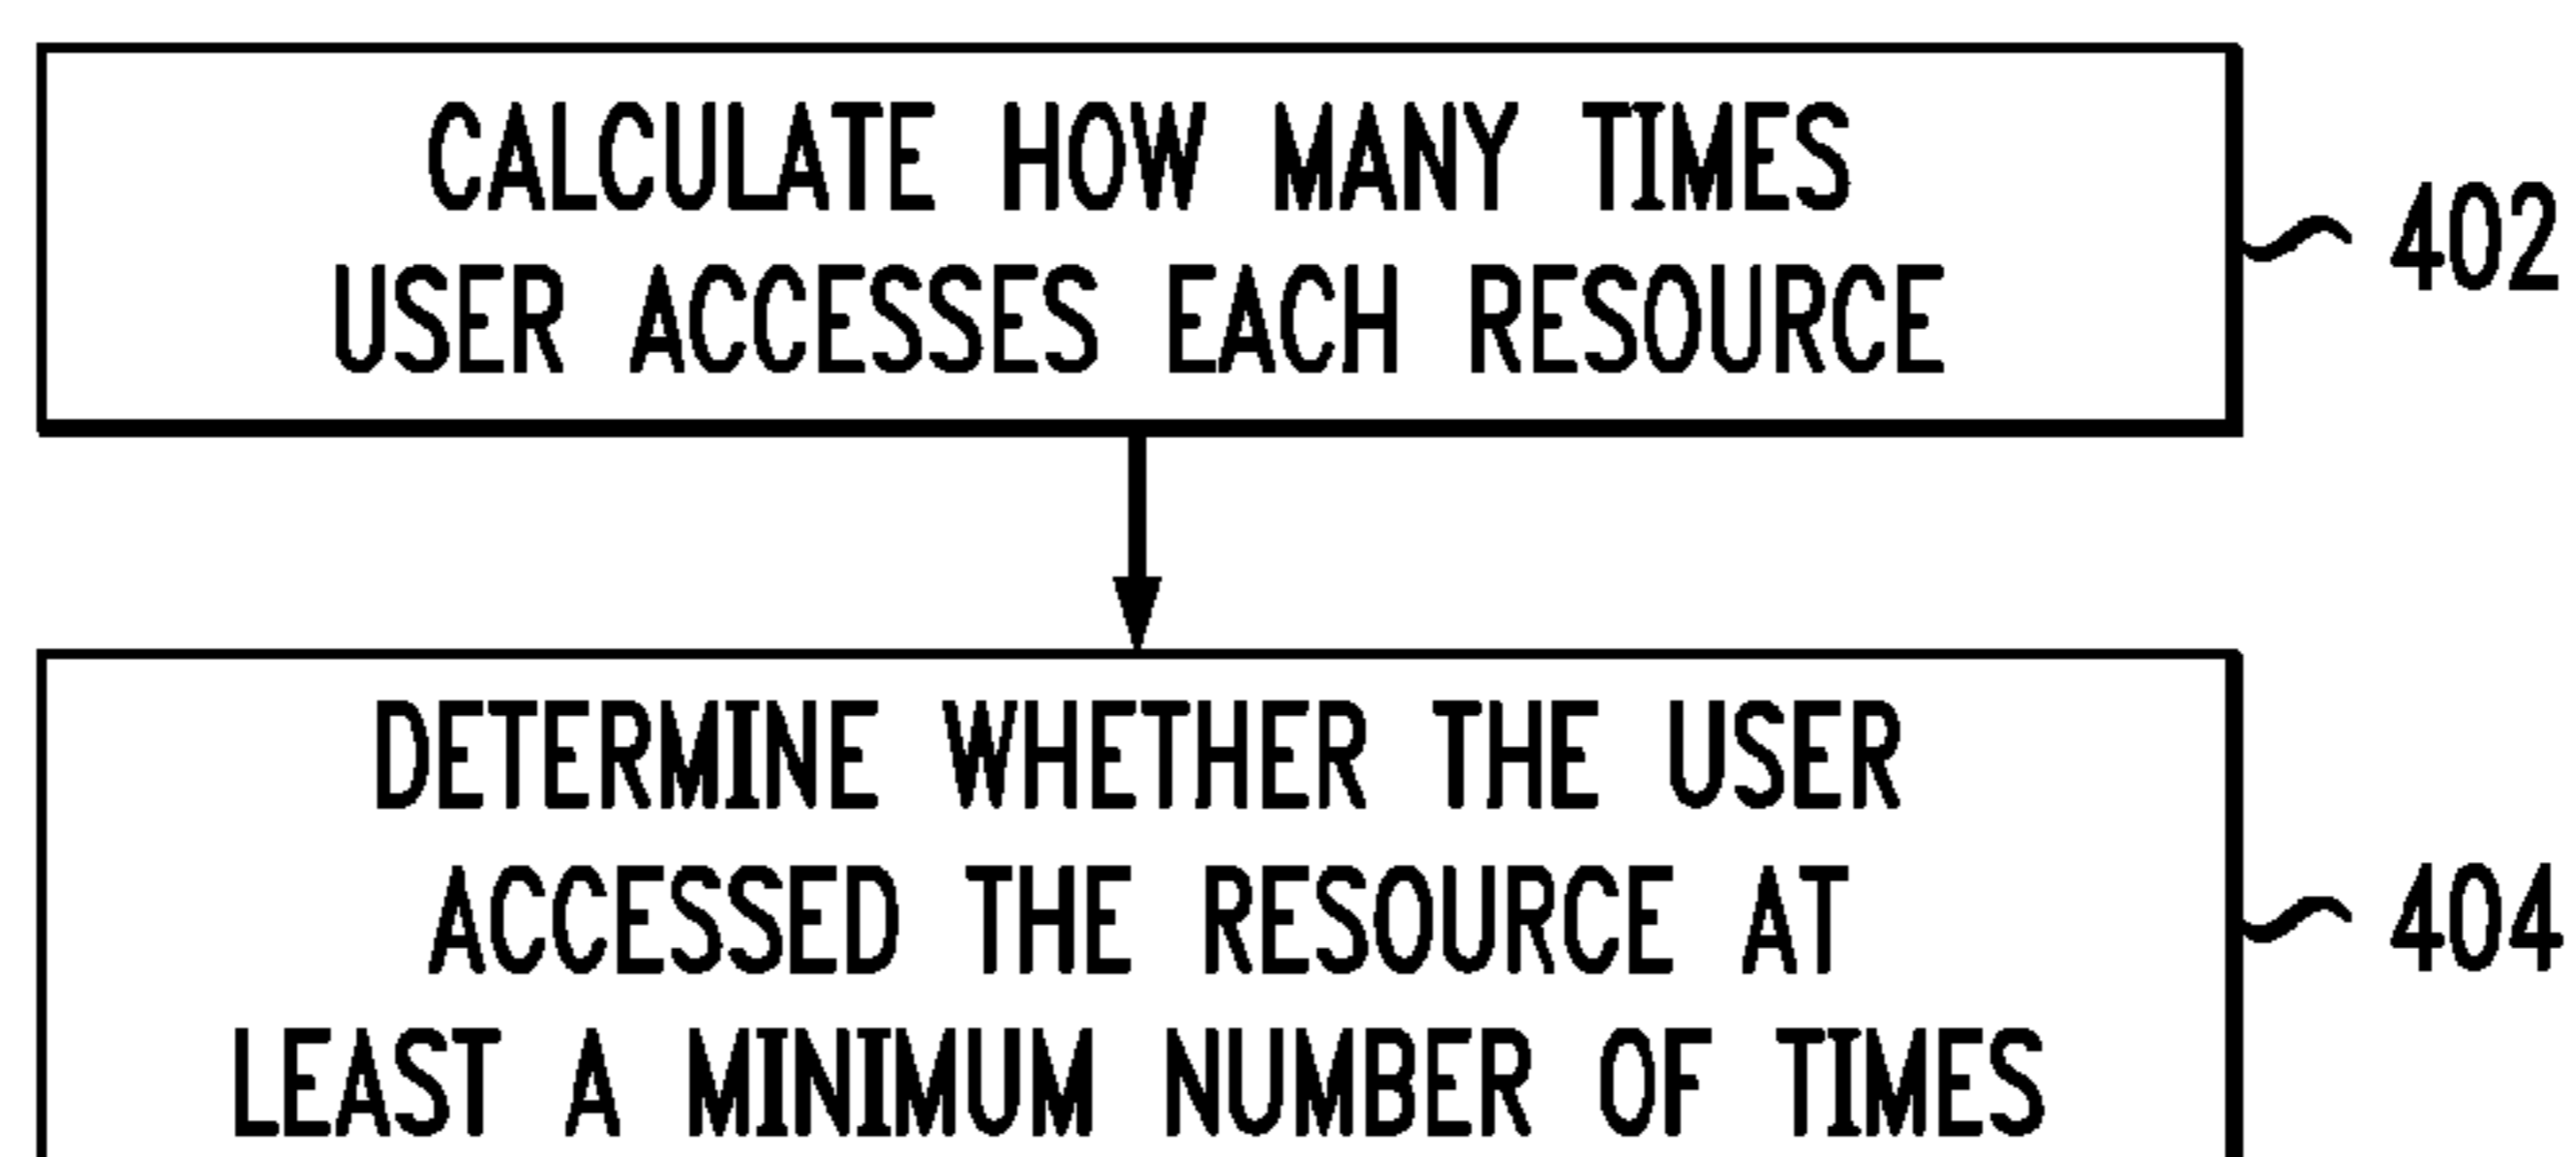 CALCULATE HOW MANY TIMES
USER ACCESSES EACH RESOURCE
402
DETERMINE WHETHER THE USER
ACCESSED THE RESOURCE AT
LEAST A MINIMUM NUMBER OF TIMES
404